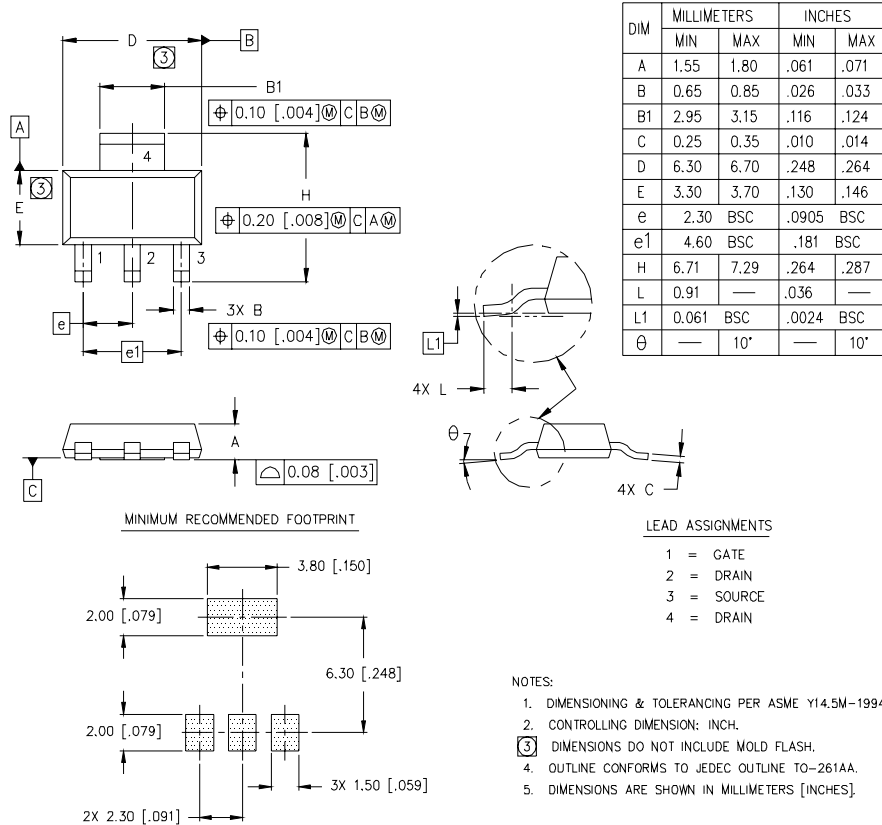 D
3
B
B1
⌖ 0.10 [.004]Ⓜ C BⓂ
A
4
3
E
H
⌖ 0.20 [.008]Ⓜ C AⓂ
1 2 3
3X B
e
⌖ 0.10 [.004]Ⓜ C BⓂ
e1
L1
4X L
A
C
⌓ 0.08 [.003]
θ
4X C
DIM MILLIMETERS INCHES
MIN MAX MIN MAX
A 1.55 1.80 .061 .071
B 0.65 0.85 .026 .033
B1 2.95 3.15 .116 .124
C 0.25 0.35 .010 .014
D 6.30 6.70 .248 .264
E 3.30 3.70 .130 .146
e 2.30 BSC .0905 BSC
e1 4.60 BSC .181 BSC
H 6.71 7.29 .264 .287
L 0.91 — .036 —
L1 0.061 BSC .0024 BSC
θ — 10° — 10°
MINIMUM RECOMMENDED FOOTPRINT
3.80 [.150]
2.00 [.079]
6.30 [.248]
2.00 [.079]
3X 1.50 [.059]
2X 2.30 [.091]
LEAD ASSIGNMENTS
1 = GATE
2 = DRAIN
3 = SOURCE
4 = DRAIN
NOTES:
1. DIMENSIONING & TOLERANCING PER ASME Y14.5M-1994
2. CONTROLLING DIMENSION: INCH.
3 DIMENSIONS DO NOT INCLUDE MOLD FLASH.
4. OUTLINE CONFORMS TO JEDEC OUTLINE TO-261AA.
5. DIMENSIONS ARE SHOWN IN MILLIMETERS [INCHES].